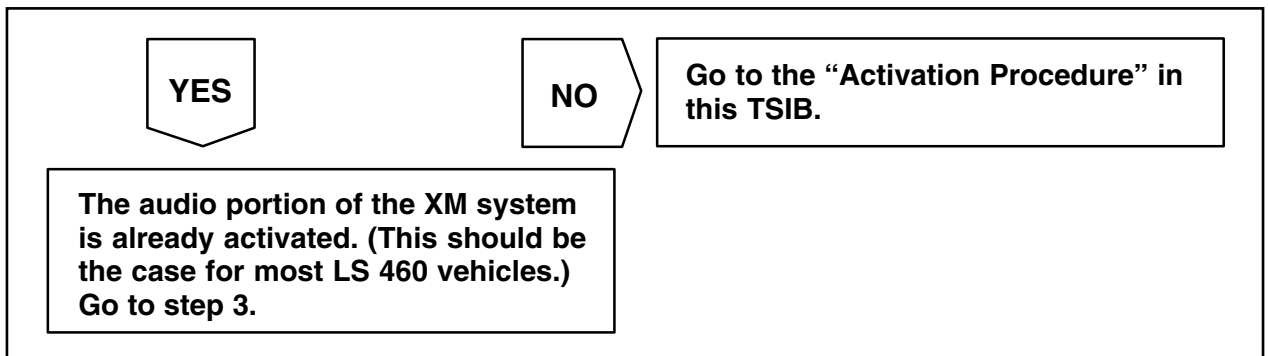 YES
NO
Go to the “Activation Procedure” in
this TSIB.
The audio portion of the XM system
is already activated. (This should be
the case for most LS 460 vehicles.)
Go to step 3.